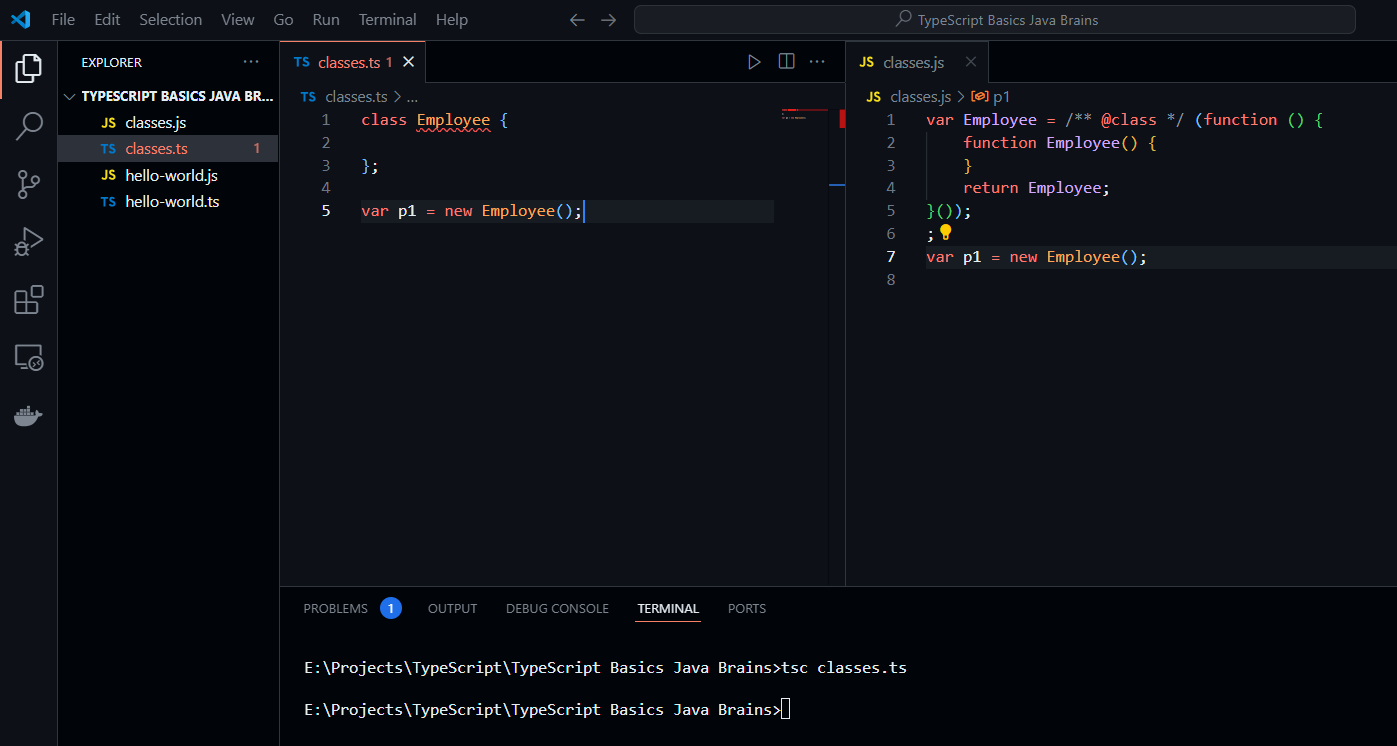 File Edit Selection View Go Run Terminal Help
TypeScript Basics Java Brains
EXPLORER ···
TYPESCRIPT BASICS JAVA BR...
JS classes.js
TS classes.ts 1
JS hello-world.js
TS hello-world.ts
TS classes.ts 1
TS classes.ts > ...
1 class Employee {
2
3 };
4
5 var p1 = new Employee();
JS classes.js
JS classes.js > p1
1 var Employee = /** @class */ (function () {
2 function Employee() {
3 }
4 return Employee;
5 }());
6 ;
7 var p1 = new Employee();
8
PROBLEMS 1 OUTPUT DEBUG CONSOLE TERMINAL PORTS
E:\Projects\TypeScript\TypeScript Basics Java Brains>tsc classes.ts
E:\Projects\TypeScript\TypeScript Basics Java Brains>